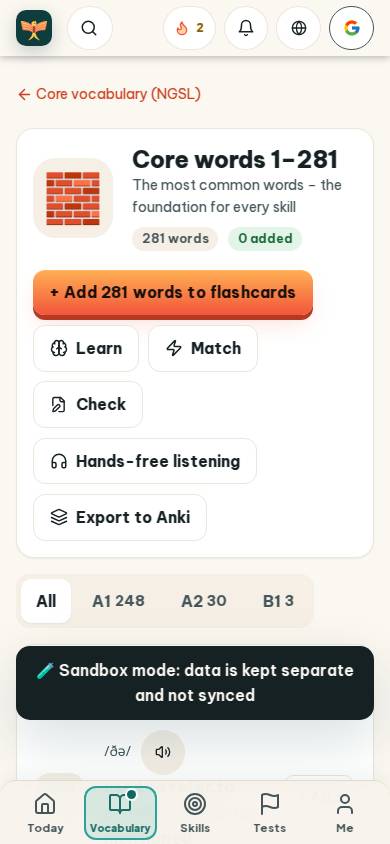 2
← Core vocabulary (NGSL)
Core words 1–281
The most common words – the
foundation for every skill
281 words 0 added
+ Add 281 words to flashcards
Learn Match
Check
Hands-free listening
Export to Anki
All A1 248 A2 30 B1 3
Sandbox mode: data is kept separate
and not synced
/ðə/
Today Vocabulary Skills Tests Me